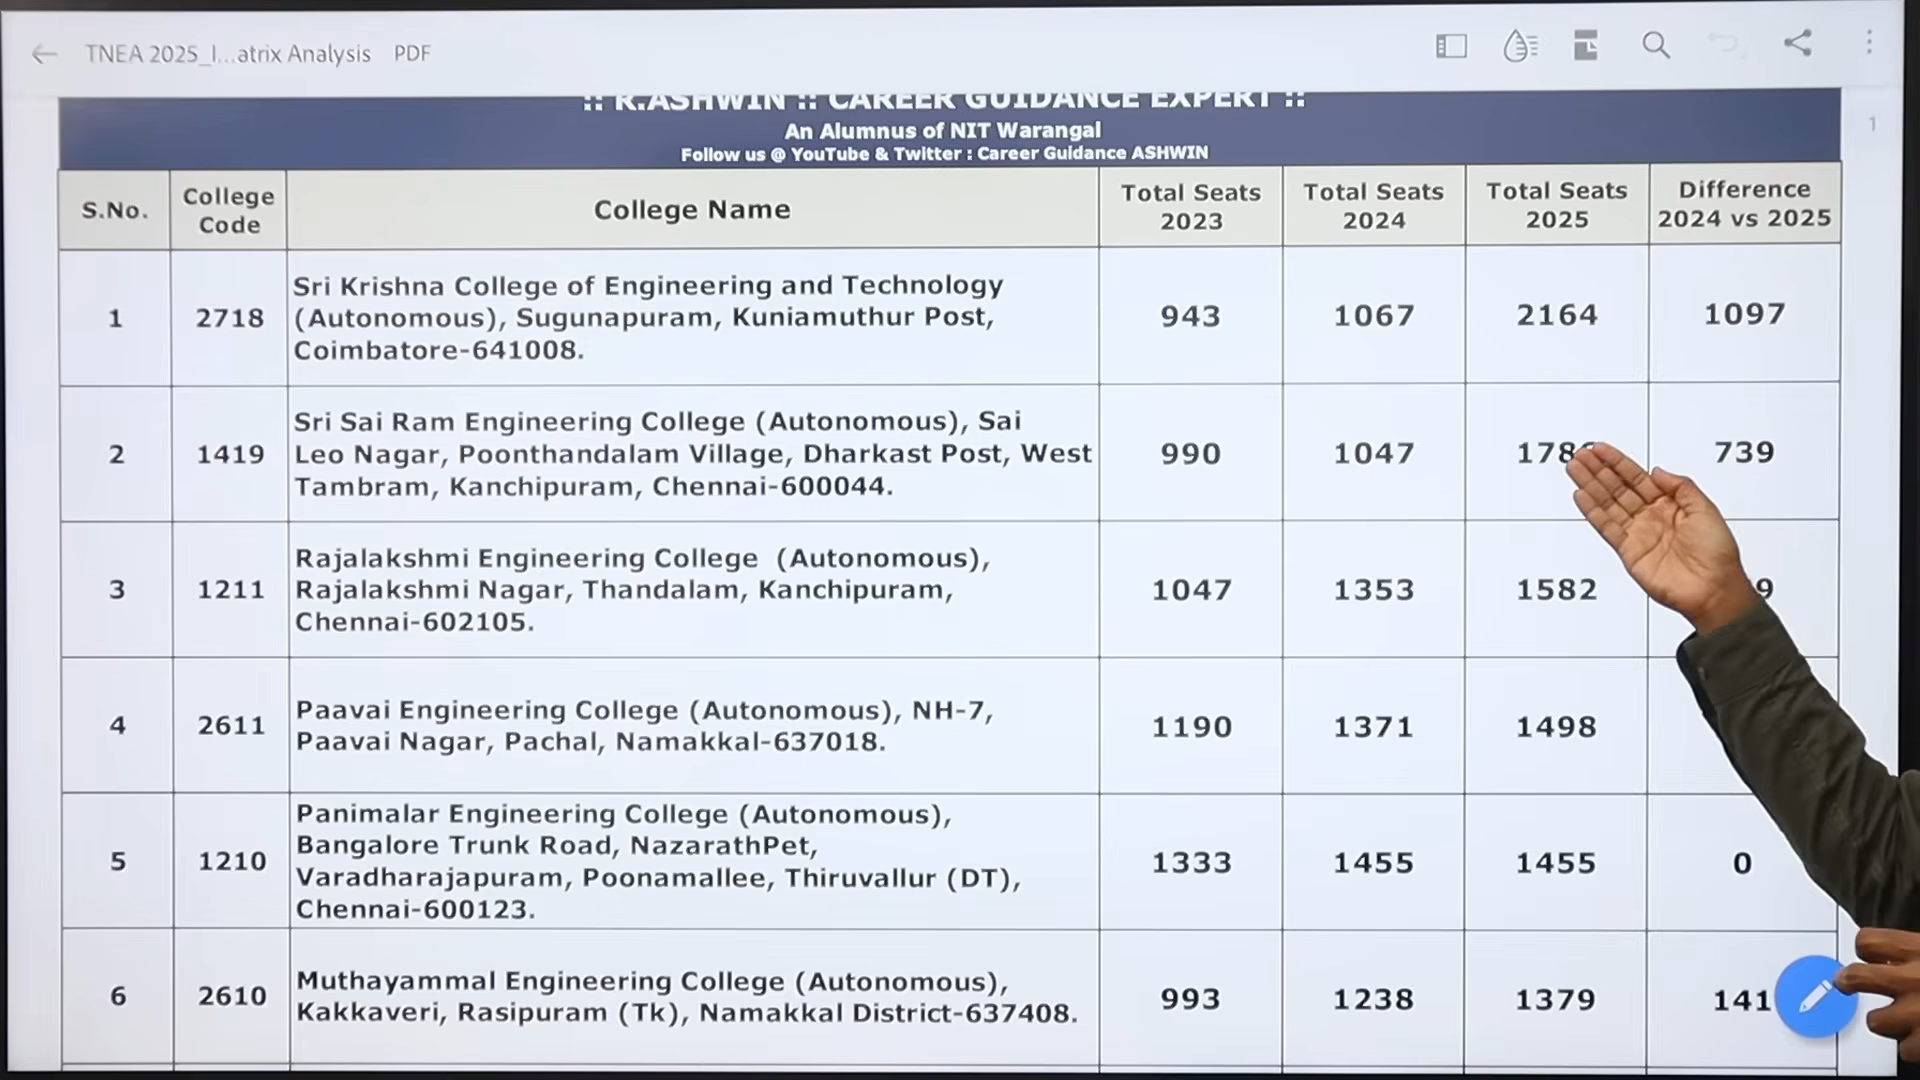 TNEA 2025_I...atrix Analysis PDF
:: R.ASHWIN :: CAREER GUIDANCE EXPERT ::
An Alumnus of NIT Warangal
Follow us @ YouTube & Twitter : Career Guidance ASHWIN
1
S.No. College Code College Name Total Seats 2023 Total Seats 2024 Total Seats 2025 Difference 2024 vs 2025
1 2718 Sri Krishna College of Engineering and Technology
(Autonomous), Sugunapuram, Kuniamuthur Post,
Coimbatore-641008. 943 1067 2164 1097
2 1419 Sri Sai Ram Engineering College (Autonomous), Sai
Leo Nagar, Poonthandalam Village, Dharkast Post, West
Tambram, Kanchipuram, Chennai-600044. 990 1047 739
3 1211 Rajalakshmi Engineering College (Autonomous),
Rajalakshmi Nagar, Thandalam, Kanchipuram,
Chennai-602105. 1047 1353 1582
4 2611 Paavai Engineering College (Autonomous), NH-7,
Paavai Nagar, Pachal, Namakkal-637018. 1190 1371 1498
5 1210 Panimalar Engineering College (Autonomous),
Bangalore Trunk Road, NazarathPet,
Varadharajapuram, Poonamallee, Thiruvallur (DT),
Chennai-600123. 1333 1455 1455 0
6 2610 Muthayammal Engineering College (Autonomous),
Kakkaveri, Rasipuram (Tk), Namakkal District-637408. 993 1238 1379 141